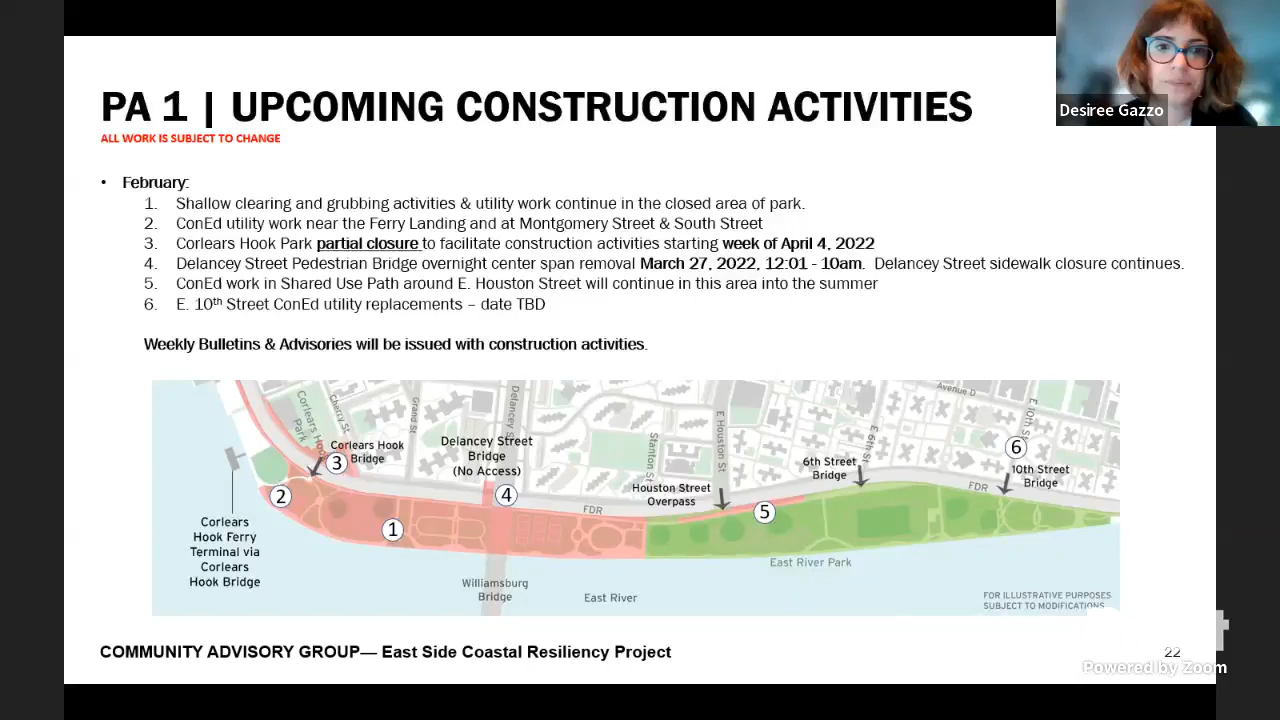 PA 1 | UPCOMING CONSTRUCTION ACTIVITIES
ALL WORK IS SUBJECT TO CHANGE
Desiree Gazzo
• February:
1. Shallow clearing and grubbing activities & utility work continue in the closed area of park.
2. ConEd utility work near the Ferry Landing and at Montgomery Street & South Street
3. Corlears Hook Park partial closure to facilitate construction activities starting week of April 4, 2022
4. Delancey Street Pedestrian Bridge overnight center span removal March 27, 2022, 12:01 - 10am. Delancey Street sidewalk closure continues.
5. ConEd work in Shared Use Path around E. Houston Street will continue in this area into the summer
6. E. 10th Street ConEd utility replacements – date TBD
Weekly Bulletins & Advisories will be issued with construction activities.
Corlears Hook
Park
Cherry St
Grand St
Delancey S
Stanton St
E Houston St
E 6th St
Avenue D
E 10th St
Corlears Hook
Bridge
Delancey Street
Bridge
(No Access)
Houston Street
Overpass
6th Street
Bridge
10th Street
Bridge
FDR
FDR
1
2
3
4
5
6
Corlears
Hook Ferry
Terminal via
Corlears
Hook Bridge
Williamsburg
Bridge
East River
East River Park
FOR ILLUSTRATIVE PURPOSES
SUBJECT TO MODIFICATIONS
COMMUNITY ADVISORY GROUP— East Side Coastal Resiliency Project
22
t
Powered by Zoom